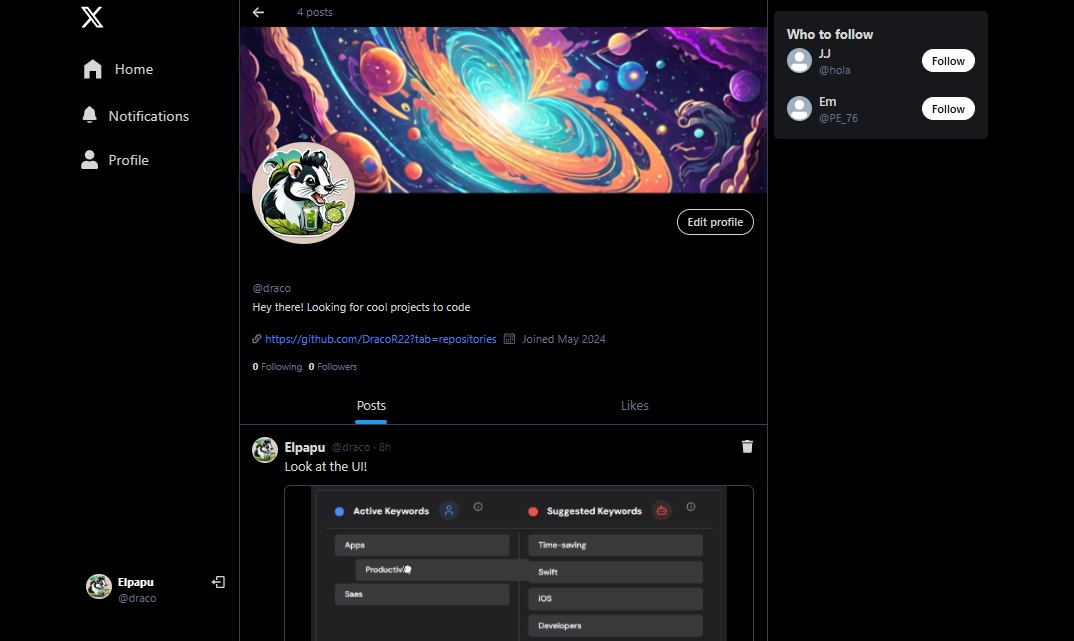 Home
Notifications
Profile
Elpapu
@draco
4 posts
Edit profile
@draco
Hey there! Looking for cool projects to code
https://github.com/DracoR22?tab=repositories Joined May 2024
0 Following 0 Followers
Posts Likes
Elpapu @draco · 8h
Look at the UI!
Active Keywords Suggested Keywords
Apps Time-saving
Swift
Saas iOS
Developers
Who to follow
JJ
@hola
Follow
Em
@PE_76
Follow